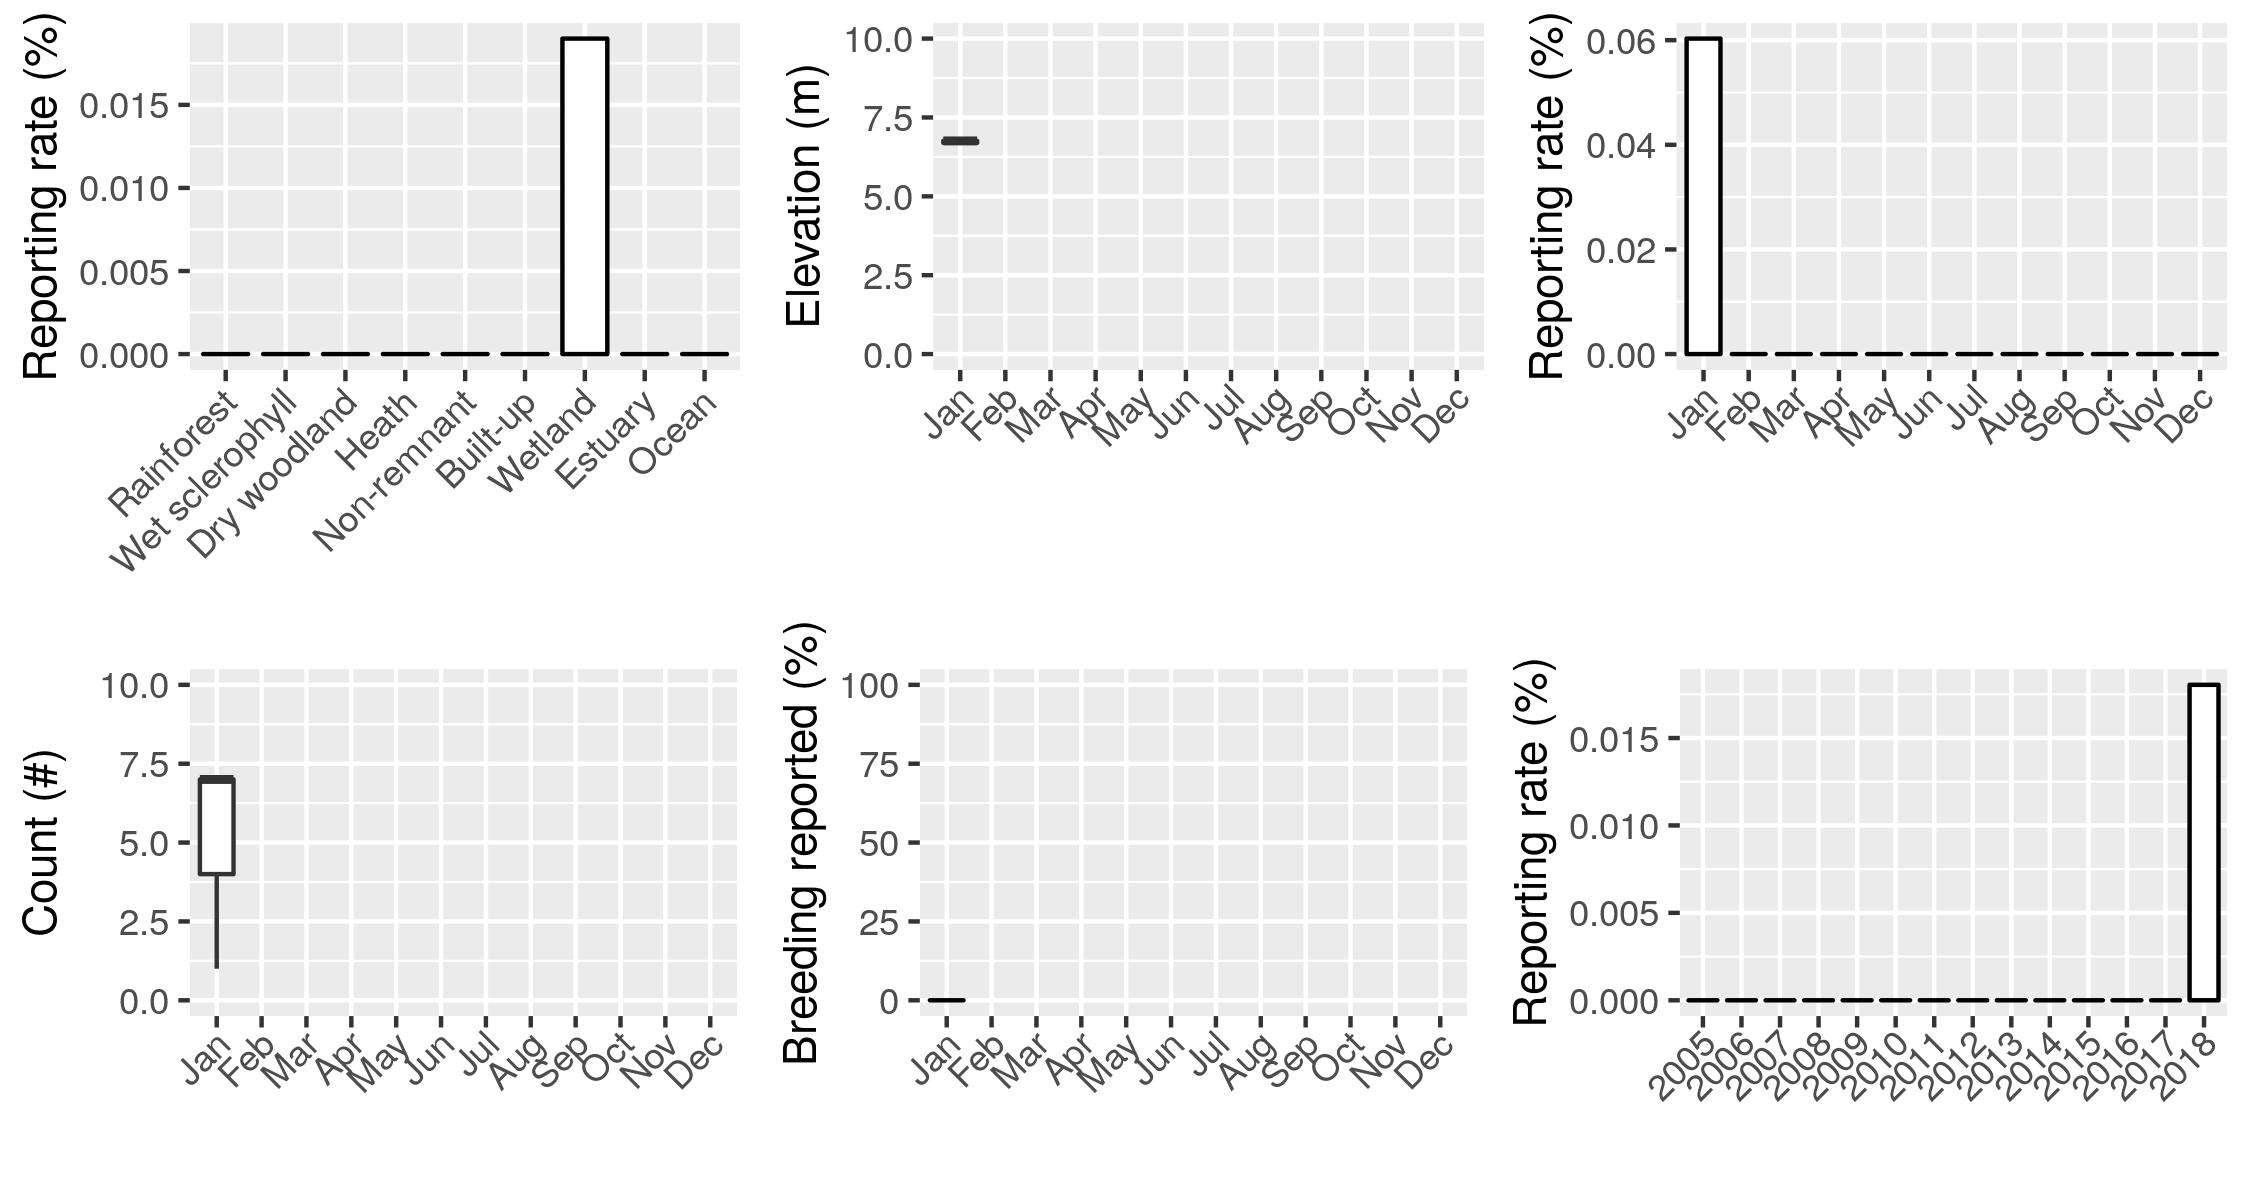 Reporting rate (%)
0.015
0.010
0.005
0.000
Rainforest
Wet sclerophyll
Dry woodland
Heath
Non-remnant
Built-up
Wetland
Estuary
Ocean
Elevation (m)
10.0
7.5
5.0
2.5
0.0
Jan
Feb
Mar
Apr
May
Jun
Jul
Aug
Sep
Oct
Nov
Dec
Reporting rate (%)
0.06
0.04
0.02
0.00
Jan
Feb
Mar
Apr
May
Jun
Jul
Aug
Sep
Oct
Nov
Dec
Count (#)
10.0
7.5
5.0
2.5
0.0
Jan
Feb
Mar
Apr
May
Jun
Jul
Aug
Sep
Oct
Nov
Dec
Breeding reported (%)
100
75
50
25
0
Jan
Feb
Mar
Apr
May
Jun
Jul
Aug
Sep
Oct
Nov
Dec
Reporting rate (%)
0.015
0.010
0.005
0.000
2005
2006
2007
2008
2009
2010
2011
2012
2013
2014
2015
2016
2017
2018